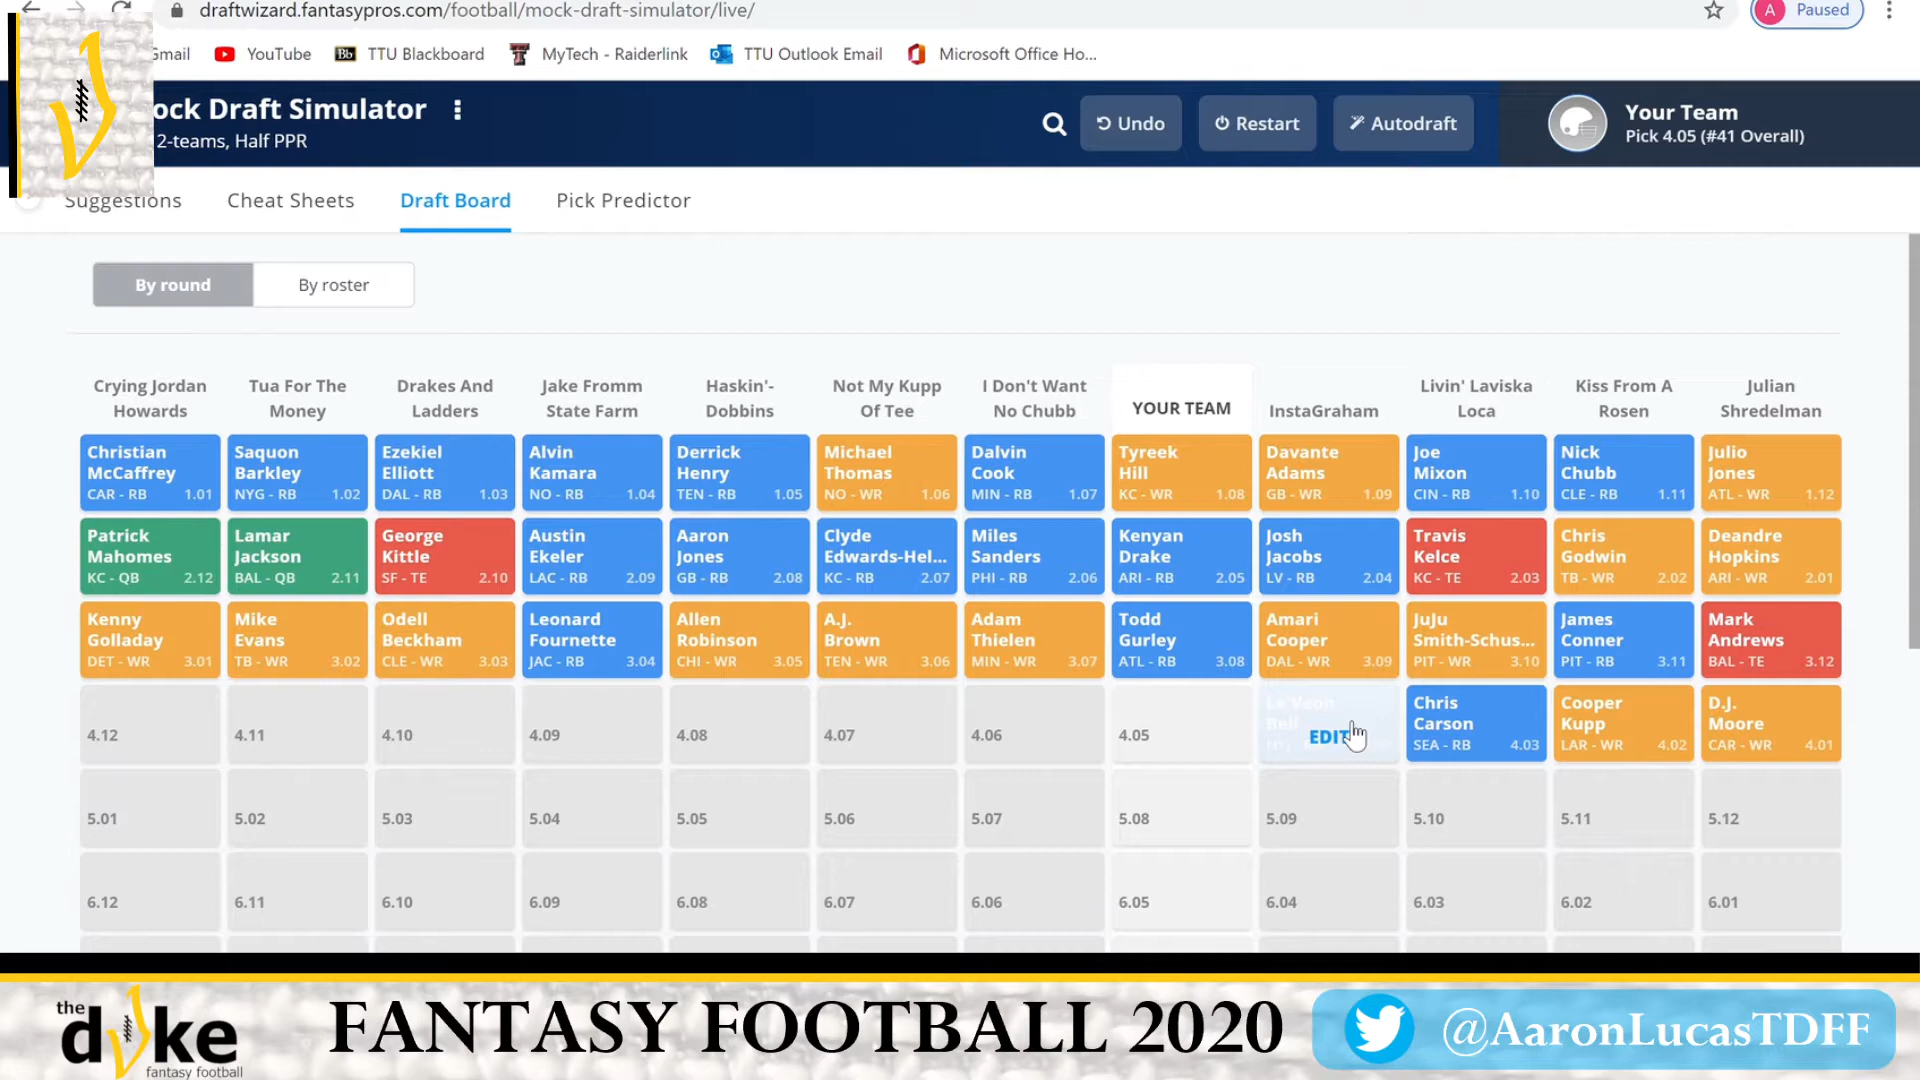 draftwizard.fantasypros.com/football/mock-draft-simulator/live/
A Paused
mail YouTube Bb TTU Blackboard MyTech - Raiderlink TTU Outlook Email Microsoft Office Ho...
ock Draft Simulator
2-teams, Half PPR
Undo Restart Autodraft
Your Team
Pick 4.05 (#41 Overall)
Suggestions Cheat Sheets Draft Board Pick Predictor
By round By roster
Crying Jordan Howards
Tua For The Money
Drakes And Ladders
Jake Fromm State Farm
Haskin'- Dobbins
Not My Kupp Of Tee
I Don't Want No Chubb
YOUR TEAM
InstaGraham
Livin' Laviska Loca
Kiss From A Rosen
Julian Shredelman
Christian McCaffrey CAR - RB 1.01
Saquon Barkley NYG - RB 1.02
Ezekiel Elliott DAL - RB 1.03
Alvin Kamara NO - RB 1.04
Derrick Henry TEN - RB 1.05
Michael Thomas NO - WR 1.06
Dalvin Cook MIN - RB 1.07
Tyreek Hill KC - WR 1.08
Davante Adams GB - WR 1.09
Joe Mixon CIN - RB 1.10
Nick Chubb CLE - RB 1.11
Julio Jones ATL - WR 1.12
Patrick Mahomes KC - QB 2.12
Lamar Jackson BAL - QB 2.11
George Kittle SF - TE 2.10
Austin Ekeler LAC - RB 2.09
Aaron Jones GB - RB 2.08
Clyde Edwards-Hel... KC - RB 2.07
Miles Sanders PHI - RB 2.06
Kenyan Drake ARI - RB 2.05
Josh Jacobs LV - RB 2.04
Travis Kelce KC - TE 2.03
Chris Godwin TB - WR 2.02
Deandre Hopkins ARI - WR 2.01
Kenny Golladay DET - WR 3.01
Mike Evans TB - WR 3.02
Odell Beckham CLE - WR 3.03
Leonard Fournette JAC - RB 3.04
Allen Robinson CHI - WR 3.05
A.J. Brown TEN - WR 3.06
Adam Thielen MIN - WR 3.07
Todd Gurley ATL - RB 3.08
Amari Cooper DAL - WR 3.09
JuJu Smith-Schus... PIT - WR 3.10
James Conner PIT - RB 3.11
Mark Andrews BAL - TE 3.12
4.12 4.11 4.10 4.09 4.08 4.07 4.06 4.05
Le'Veon Bell EDIT
Chris Carson SEA - RB 4.03
Cooper Kupp LAR - WR 4.02
D.J. Moore CAR - WR 4.01
5.01 5.02 5.03 5.04 5.05 5.06 5.07 5.08 5.09 5.10 5.11 5.12
6.12 6.11 6.10 6.09 6.08 6.07 6.06 6.05 6.04 6.03 6.02 6.01
the dyke fantasy football
FANTASY FOOTBALL 2020
@AaronLucasTDFF